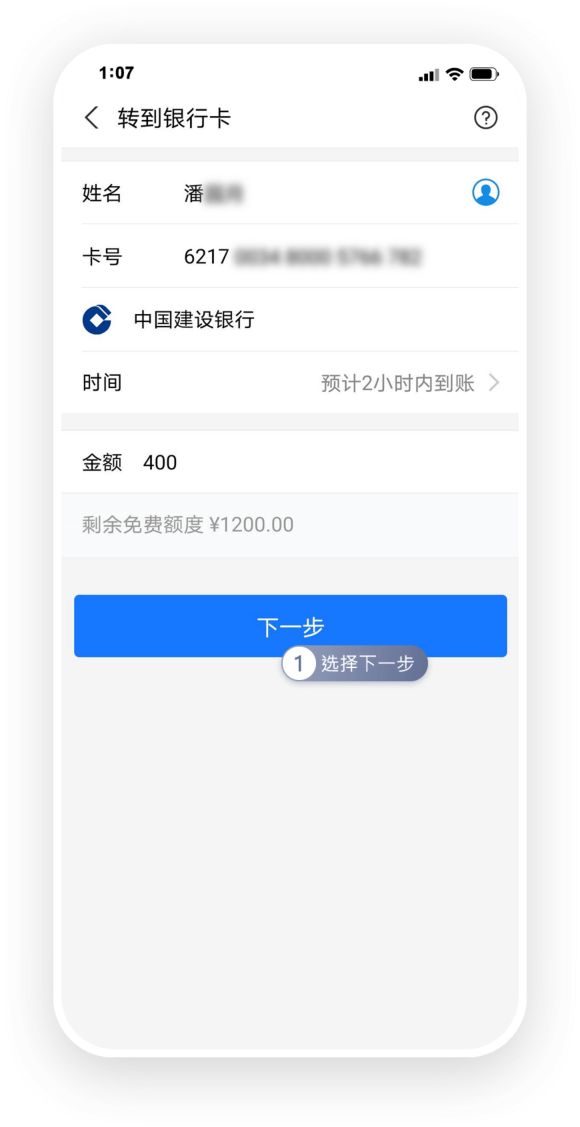 1:07
转到银行卡
姓名 潘
卡号 6217
中国建设银行
时间 预计2小时内到账
金额 400
剩余免费额度 ¥1200.00
下一步
1 选择下一步